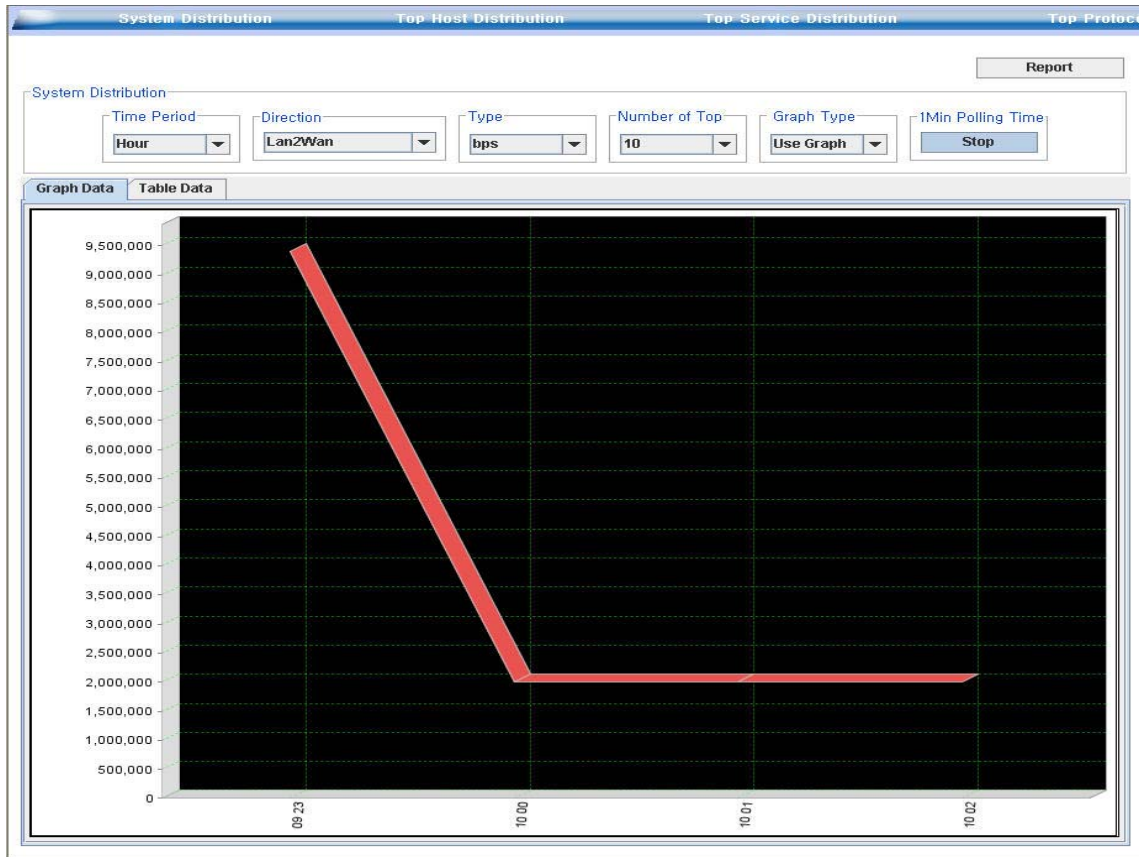 System Distribution Top Host Distribution Top Service Distribution Top Protoco
Report
System Distribution
Time Period Direction Type Number of Top Graph Type 1Min Polling Time
Hour Lan2Wan bps 10 Use Graph Stop
Graph Data Table Data
9,500,000
9,000,000
8,500,000
8,000,000
7,500,000
7,000,000
6,500,000
6,000,000
5,500,000
5,000,000
4,500,000
4,000,000
3,500,000
3,000,000
2,500,000
2,000,000
1,500,000
1,000,000
500,000
0
09:23 10:00 10:01 10:02